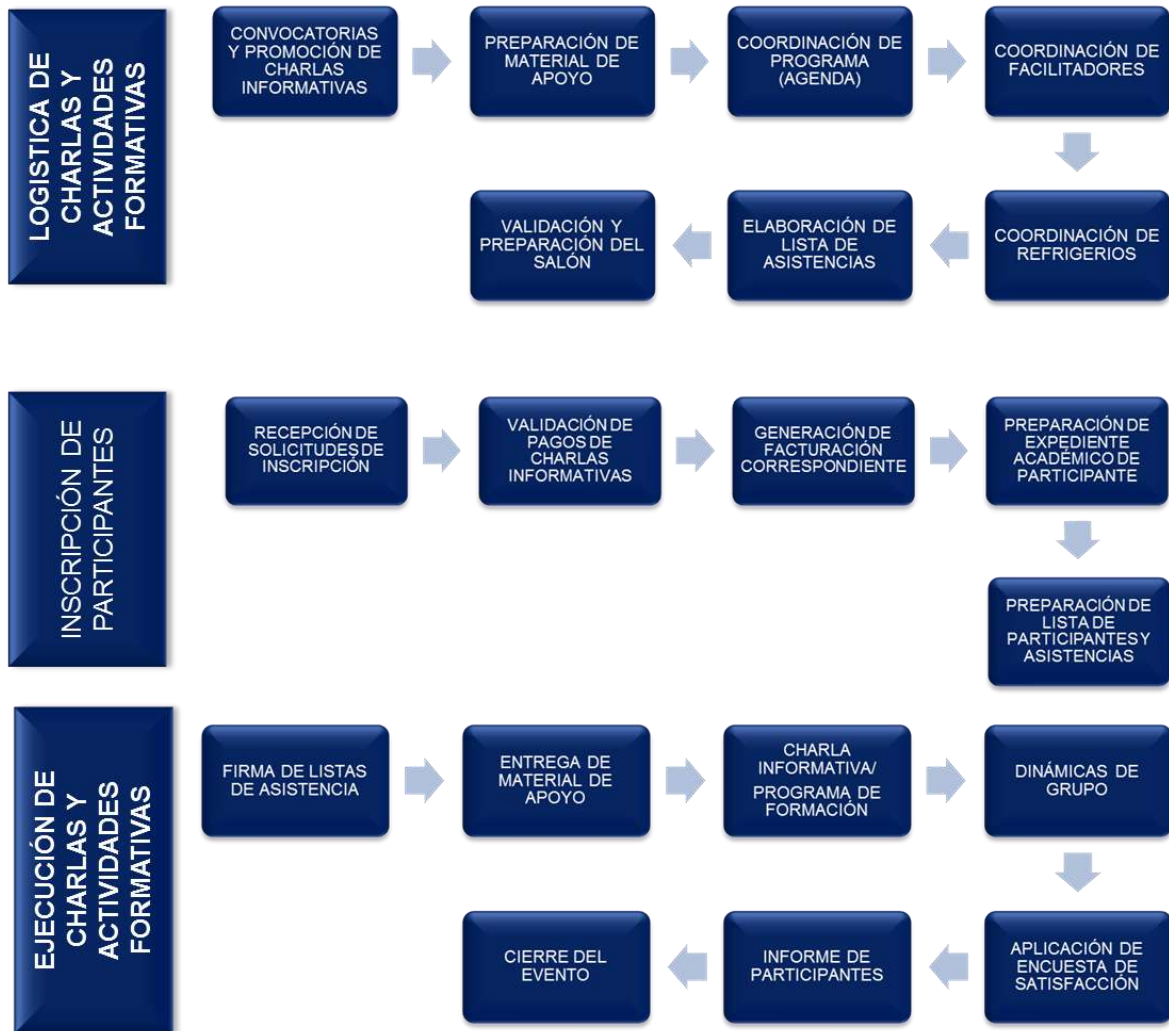 LOGISTICA DE
CHARLAS Y
ACTIVIDADES
FORMATIVAS
CONVOCATORIAS
Y PROMOCIÓN DE
CHARLAS
INFORMATIVAS
PREPARACIÓN DE
MATERIAL DE
APOYO
COORDINACIÓN DE
PROGRAMA
(AGENDA)
COORDINACIÓN DE
FACILITADORES
COORDINACIÓN DE
REFRIGERIOS
ELABORACIÓN DE
LISTA DE
ASISTENCIAS
VALIDACIÓN Y
PREPARACIÓN DEL
SALÓN
INSCRIPCIÓN DE
PARTICIPANTES
RECEPCIÓN DE
SOLICITUDES DE
INSCRIPCIÓN
VALIDACIÓN DE
PAGOS DE
CHARLAS
INFORMATIVAS
GENERACIÓN DE
FACTURACIÓN
CORRESPONDIENTE
PREPARACIÓN DE
EXPEDIENTE
ACADÉMICO DE
PARTICIPANTE
PREPARACIÓN DE
LISTA DE
PARTICIPANTES Y
ASISTENCIAS
EJECUCIÓN DE
CHARLAS Y
ACTIVIDADES
FORMATIVAS
FIRMA DE LISTAS
DE ASISTENCIA
ENTREGA DE
MATERIAL DE
APOYO
CHARLA
INFORMATIVA/
PROGRAMA DE
FORMACIÓN
DINÁMICAS DE
GRUPO
APLICACIÓN DE
ENCUESTA DE
SATISFACCIÓN
INFORME DE
PARTICIPANTES
CIERRE DEL
EVENTO